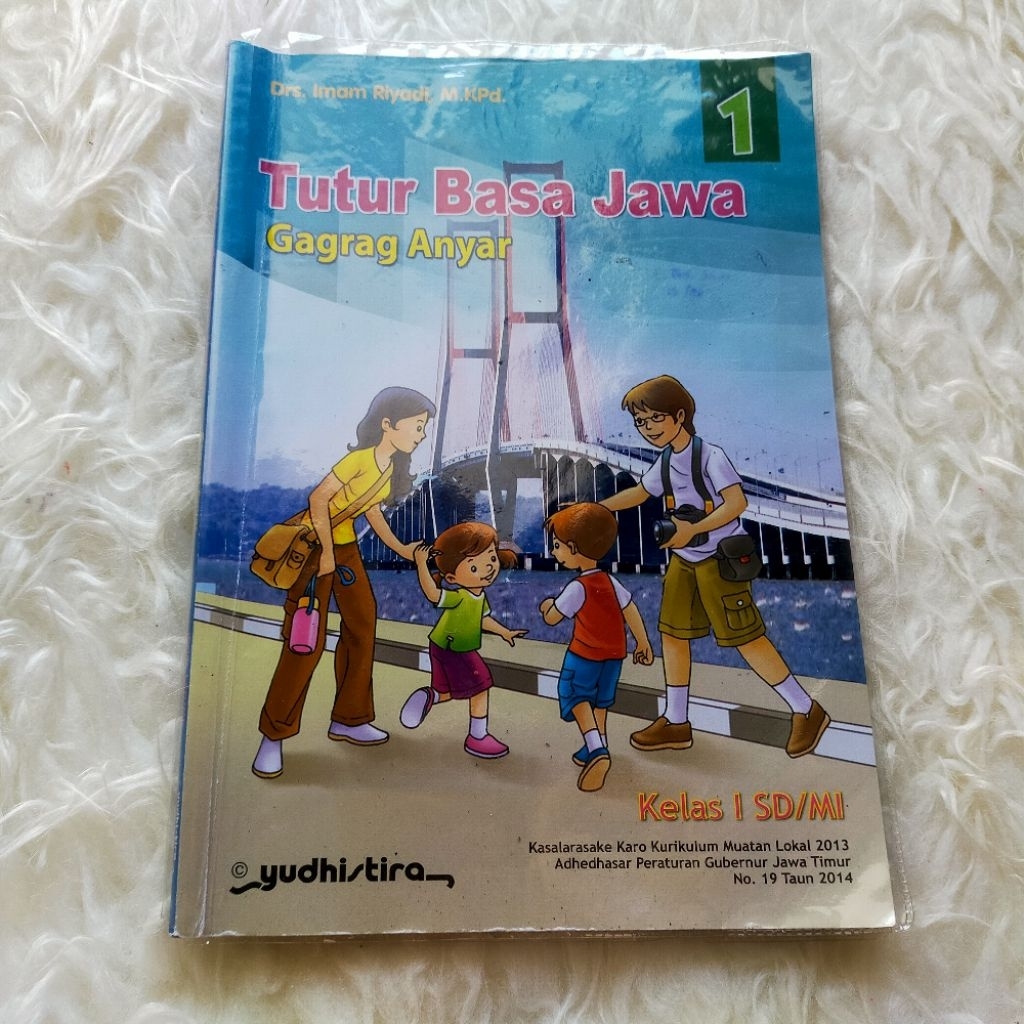 Drs. Imam Riyadi, M.KPd.
1
Tutur Basa Jawa
Gagrag Anyar
Kelas I SD/MI
Kasalarasake Karo Kurikulum Muatan Lokal 2013
Adhedhasar Peraturan Gubernur Jawa Timur
No. 19 Taun 2014
© yudhistira